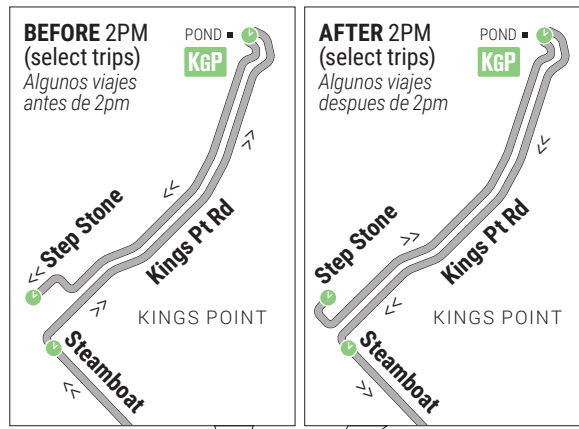 BEFORE 2PM
(select trips)
Algunos viajes
antes de 2pm
POND
KGP
Step Stone
Kings Pt Rd
KINGS POINT
Steamboat
AFTER 2PM
(select trips)
Algunos viajes
despues de 2pm
POND
KGP
Step Stone
Kings Pt Rd
KINGS POINT
Steamboat